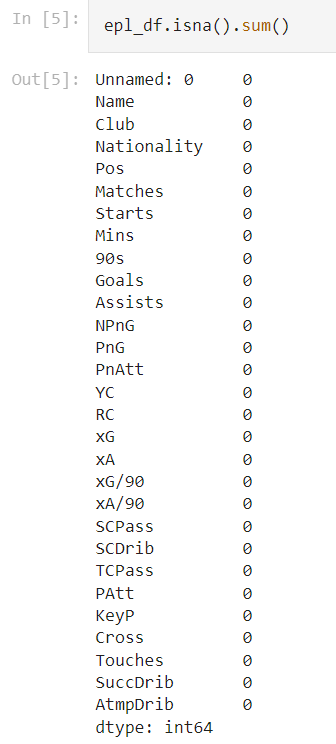 In [5]: epl_df.isna().sum()
Out[5]: Unnamed: 0 0
Name 0
Club 0
Nationality 0
Pos 0
Matches 0
Starts 0
Mins 0
90s 0
Goals 0
Assists 0
NPnG 0
PnG 0
PnAtt 0
YC 0
RC 0
xG 0
xA 0
xG/90 0
xA/90 0
SCPass 0
SCDrib 0
TCPass 0
PAtt 0
KeyP 0
Cross 0
Touches 0
SuccDrib 0
AtmpDrib 0
dtype: int64